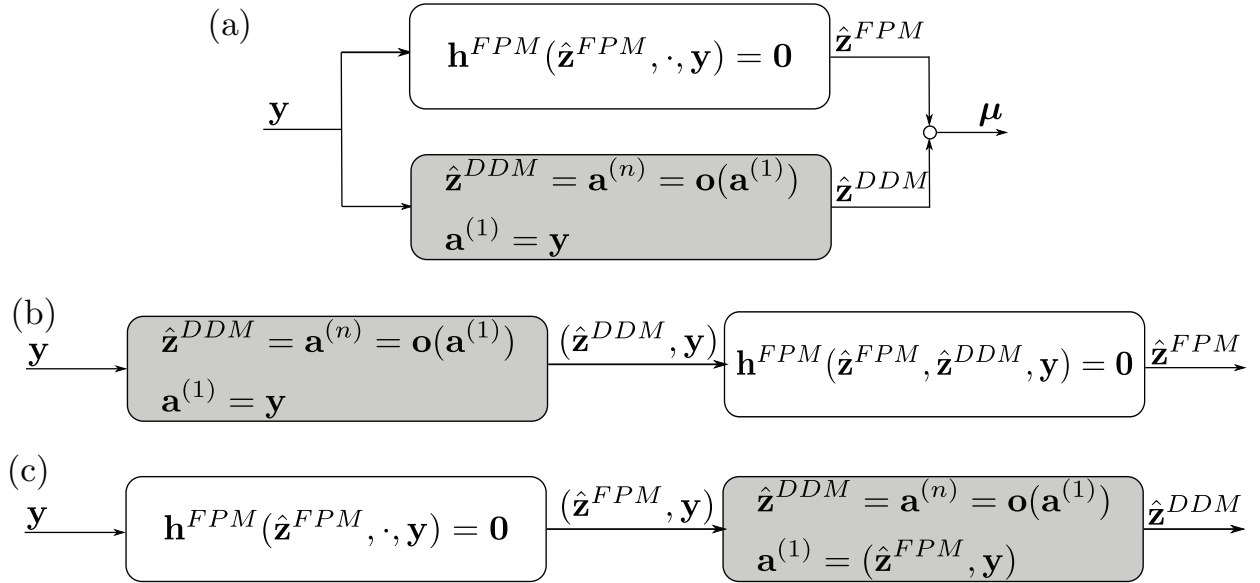 (a)
y
h^{FPM}(ẑ^{FPM}, ·, y) = 0
ẑ^{FPM}
ẑ^{DDM} = a^{(n)} = o(a^{(1)})
a^{(1)} = y
ẑ^{DDM}
μ
(b)
y
ẑ^{DDM} = a^{(n)} = o(a^{(1)})
a^{(1)} = y
(ẑ^{DDM}, y)
h^{FPM}(ẑ^{FPM}, ẑ^{DDM}, y) = 0
ẑ^{FPM}
(c)
y
h^{FPM}(ẑ^{FPM}, ·, y) = 0
(ẑ^{FPM}, y)
ẑ^{DDM} = a^{(n)} = o(a^{(1)})
a^{(1)} = (ẑ^{FPM}, y)
ẑ^{DDM}